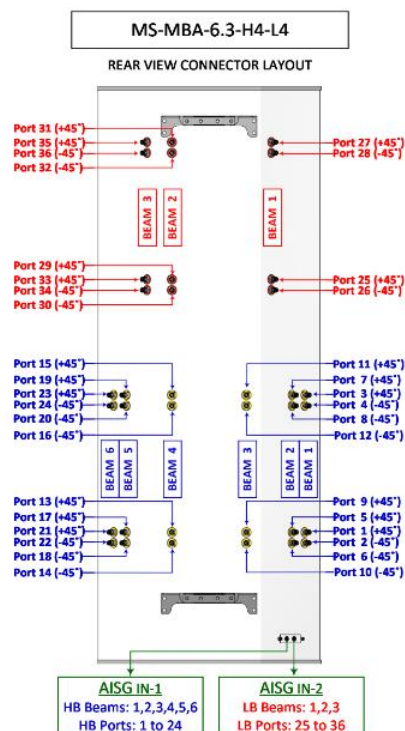 MS-MBA-6.3-H4-L4
REAR VIEW CONNECTOR LAYOUT
Port 31 (+45°)
Port 35 (+45°)
Port 36 (-45°)
Port 32 (-45°)
Port 27 (+45°)
Port 28 (-45°)
BEAM 3
BEAM 2
BEAM 1
Port 29 (+45°)
Port 33 (+45°)
Port 34 (-45°)
Port 30 (-45°)
Port 25 (+45°)
Port 26 (-45°)
Port 15 (+45°)
Port 19 (+45°)
Port 23 (+45°)
Port 24 (-45°)
Port 20 (-45°)
Port 16 (-45°)
Port 11 (+45°)
Port 7 (+45°)
Port 3 (+45°)
Port 4 (-45°)
Port 8 (-45°)
Port 12 (-45°)
BEAM 6
BEAM 5
BEAM 4
BEAM 3
BEAM 2
BEAM 1
Port 13 (+45°)
Port 17 (+45°)
Port 21 (+45°)
Port 22 (-45°)
Port 18 (-45°)
Port 14 (-45°)
Port 9 (+45°)
Port 5 (+45°)
Port 1 (+45°)
Port 2 (-45°)
Port 6 (-45°)
Port 10 (-45°)
AISG IN-1
HB Beams: 1,2,3,4,5,6
HB Ports: 1 to 24
AISG IN-2
LB Beams: 1,2,3
LB Ports: 25 to 36